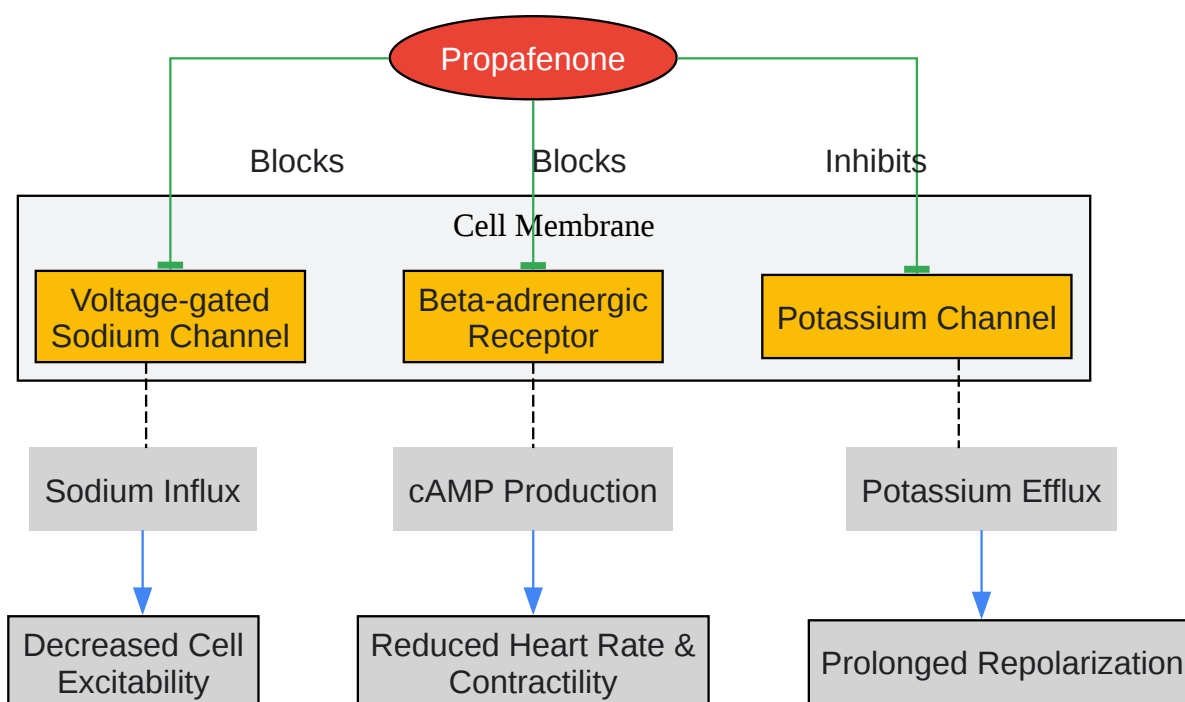 Propafenone
Blocks
Blocks
Inhibits
Cell Membrane
Voltage-gated
Sodium Channel
Beta-adrenergic
Receptor
Potassium Channel
Sodium Influx
cAMP Production
Potassium Efflux
Decreased Cell
Excitability
Reduced Heart Rate &
Contractility
Prolonged Repolarization